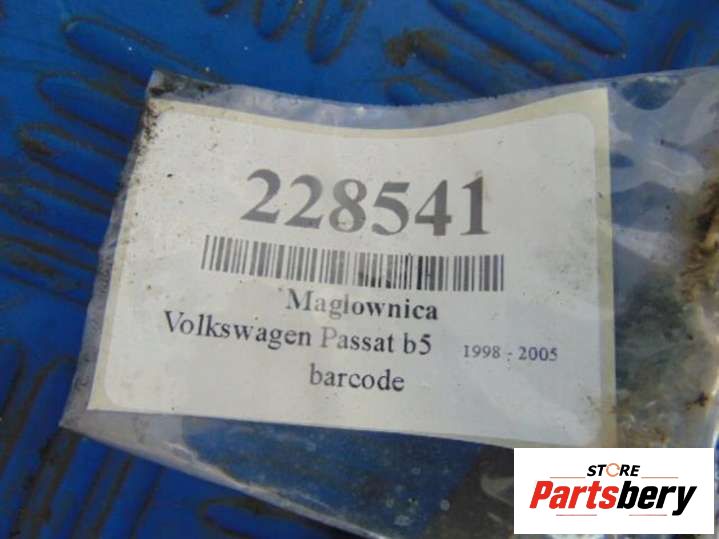 228541
Maglownica
Volkswagen Passat b5 1998 - 2005
barcode
STORE
Partsbery